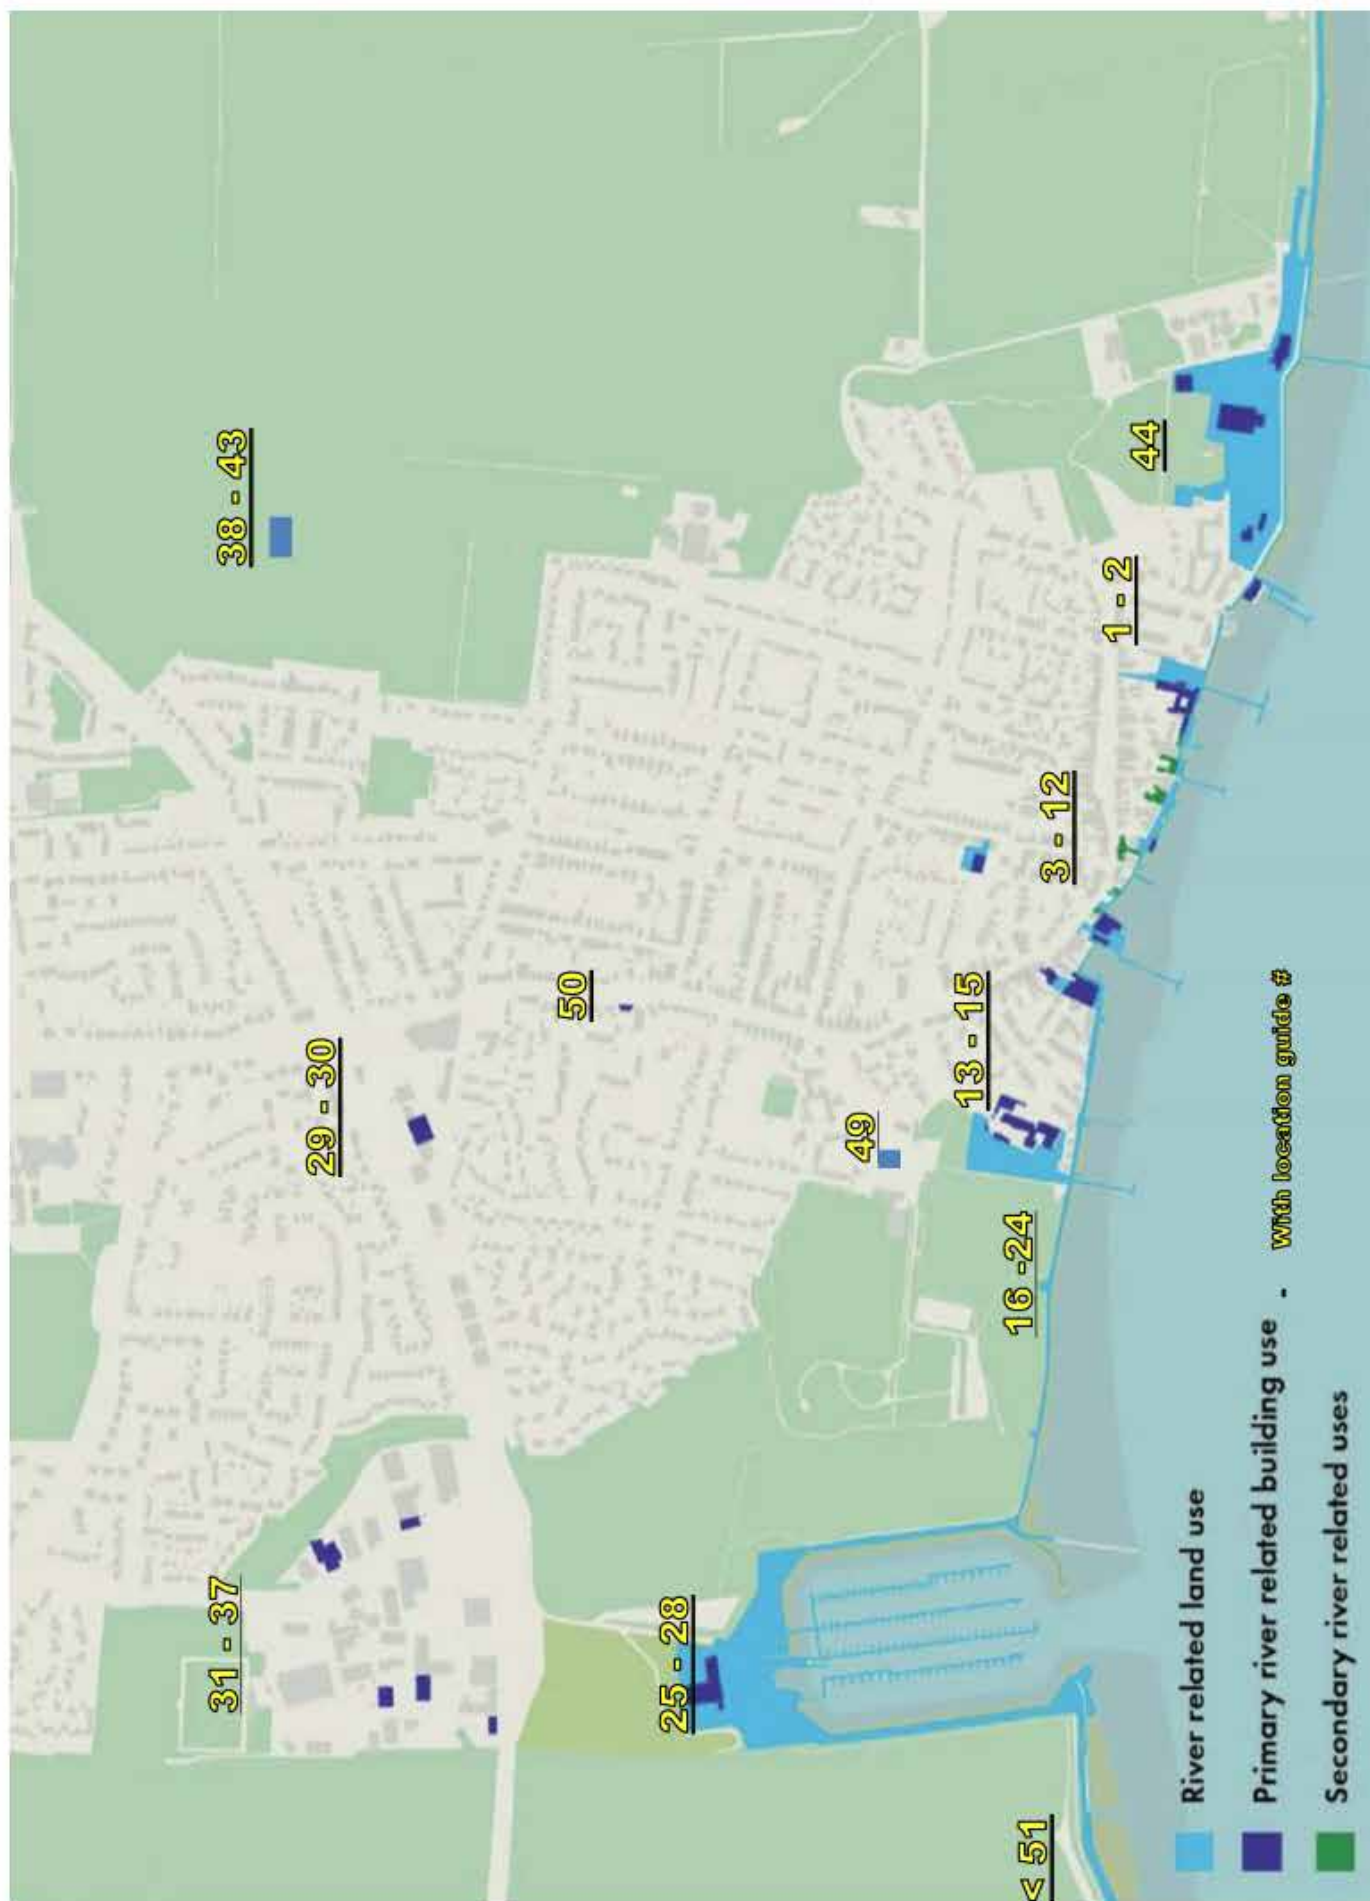 38 - 43
44
1 - 2
3 - 12
50
29 - 30
13 - 15
49
16 -24
31 - 37
25 - 28
< 51
River related land use
Primary river related building use - With location guide #
Secondary river related uses